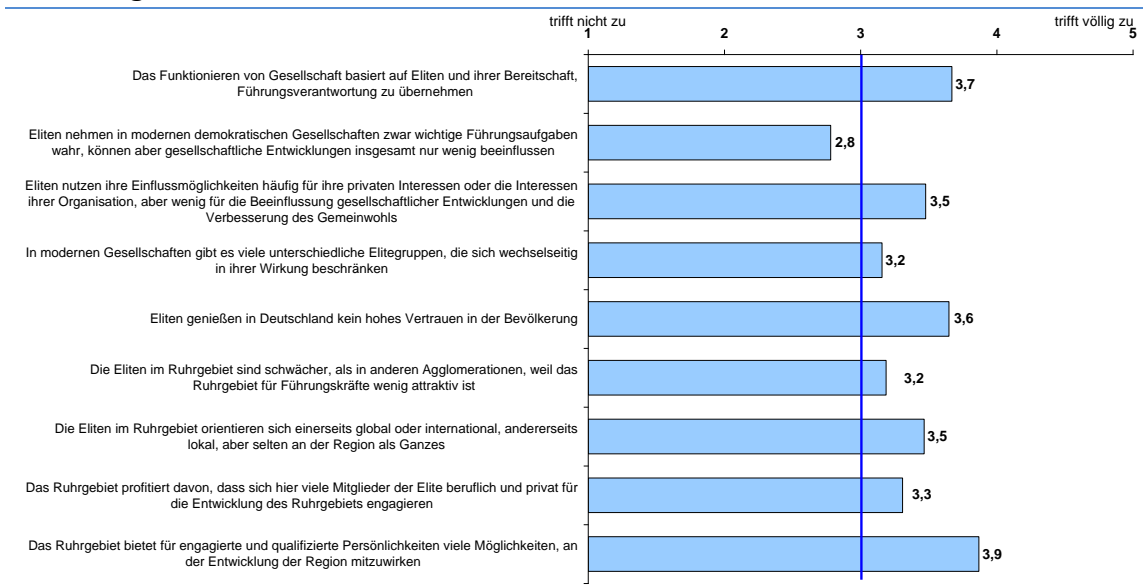 trifft nicht zu
trifft völlig zu
1
2
3
4
5
Das Funktionieren von Gesellschaft basiert auf Eliten und ihrer Bereitschaft,
Führungsverantwortung zu übernehmen
3,7
Eliten nehmen in modernen demokratischen Gesellschaften zwar wichtige Führungsaufgaben
wahr, können aber gesellschaftliche Entwicklungen insgesamt nur wenig beeinflussen
2,8
Eliten nutzen ihre Einflussmöglichkeiten häufig für ihre privaten Interessen oder die Interessen
ihrer Organisation, aber wenig für die Beeinflussung gesellschaftlicher Entwicklungen und die
Verbesserung des Gemeinwohls
3,5
In modernen Gesellschaften gibt es viele unterschiedliche Elitegruppen, die sich wechselseitig
in ihrer Wirkung beschränken
3,2
Eliten genießen in Deutschland kein hohes Vertrauen in der Bevölkerung
3,6
Die Eliten im Ruhrgebiet sind schwächer, als in anderen Agglomerationen, weil das
Ruhrgebiet für Führungskräfte wenig attraktiv ist
3,2
Die Eliten im Ruhrgebiet orientieren sich einerseits global oder international, andererseits
lokal, aber selten an der Region als Ganzes
3,5
Das Ruhrgebiet profitiert davon, dass sich hier viele Mitglieder der Elite beruflich und privat für
die Entwicklung des Ruhrgebiets engagieren
3,3
Das Ruhrgebiet bietet für engagierte und qualifizierte Persönlichkeiten viele Möglichkeiten, an
der Entwicklung der Region mitzuwirken
3,9